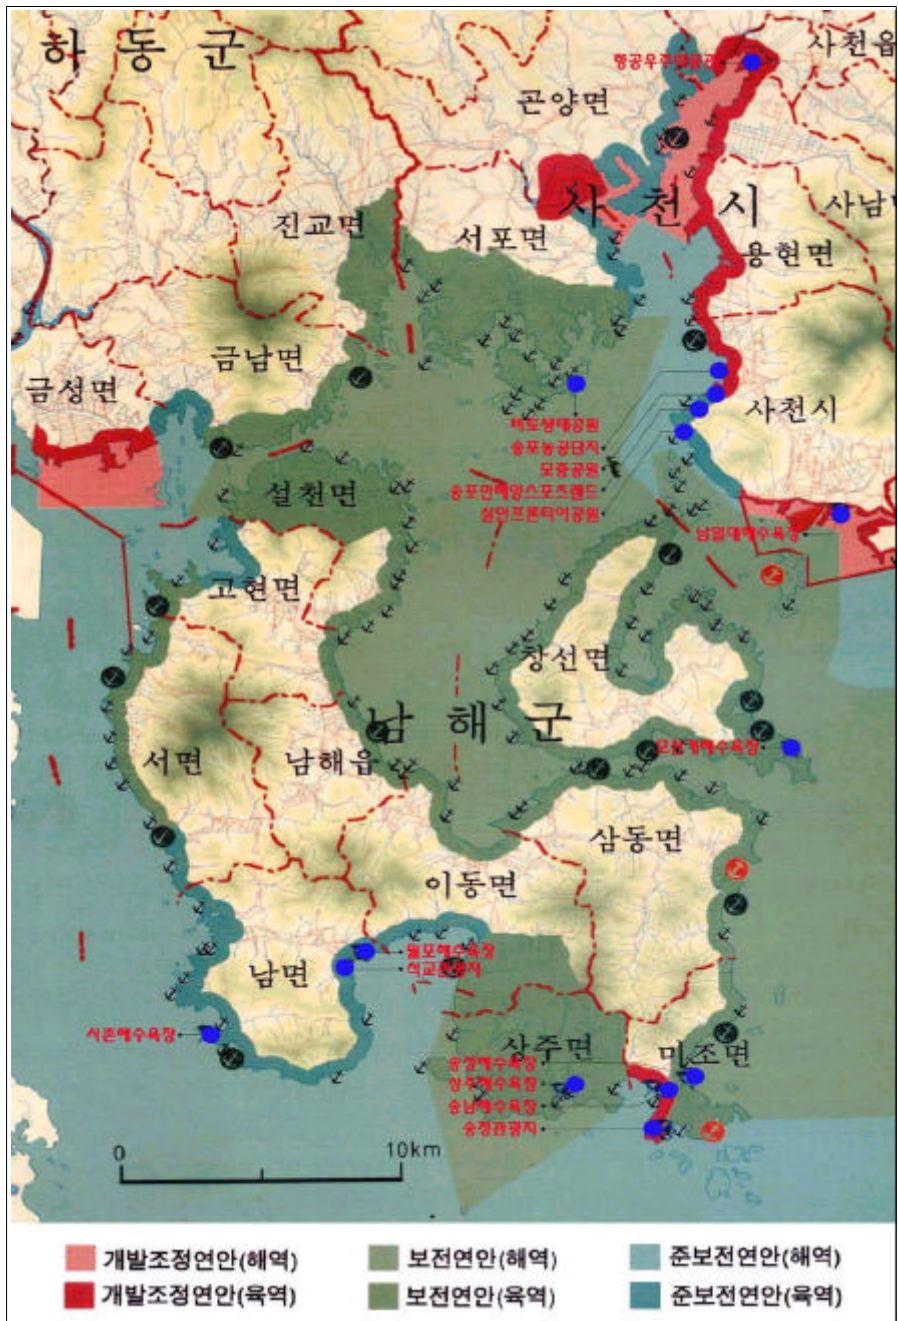 하동군
사천읍
항공우주박물관
곤양면
사천시
사남면
진교면
서포면
용현면
금남면
금성면
사천시
비토생태공원
송포농공단지
모충공원
송포만해양스포츠랜드
실안프론티어공원
설천면
남일대해수욕장
고현면
창선면
남해군
모상개해수욕장
서면
남해읍
삼동면
이동면
월포해수욕장
석교관광지
남면
사촌해수욕장
상주면
미조면
송정해수욕장
상주해수욕장
송남해수욕장
송정관광지
0 10km
개발조정연안(해역) 보전연안(해역) 준보전연안(해역)
개발조정연안(육역) 보전연안(육역) 준보전연안(육역)